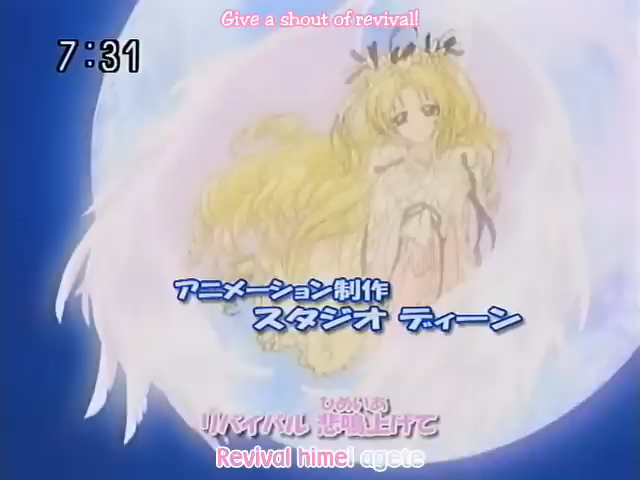 Give a shout of revival!
7:31
アニメーション制作
スタジオ ディーン
ひめいあ
リバイバル 悲鳴上げて
Revival himei agete